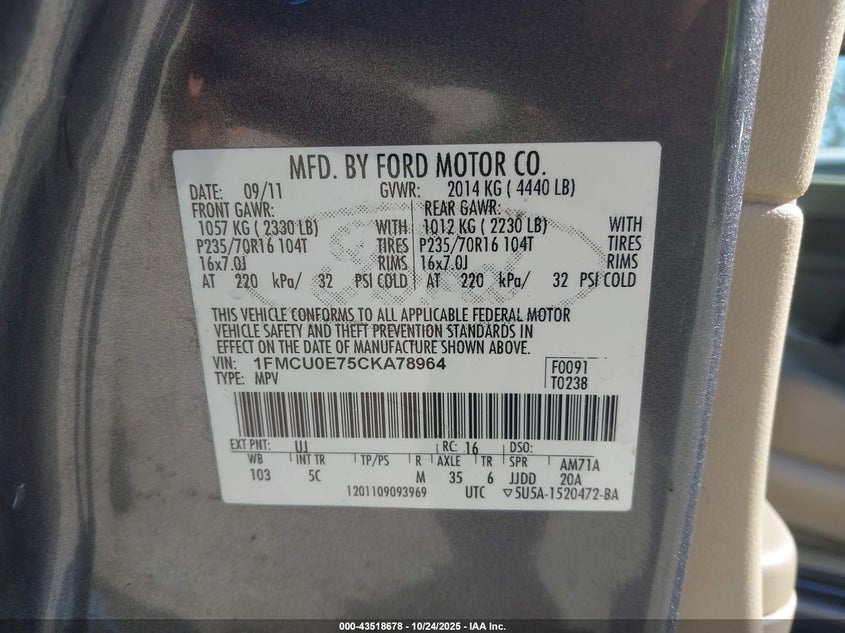 MFD. BY FORD MOTOR CO.
DATE: 09/11 GVWR: 2014 KG ( 4440 LB)
FRONT GAWR: REAR GAWR:
1057 KG ( 2330 LB) WITH 1012 KG ( 2230 LB) WITH
P235/70R16 104T TIRES P235/70R16 104T TIRES
16x7.0J RIMS 16x7.0J RIMS
AT 220 kPa/ 32 PSI COLD AT 220 kPa/ 32 PSI COLD
THIS VEHICLE CONFORMS TO ALL APPLICABLE FEDERAL MOTOR
VEHICLE SAFETY AND THEFT PREVENTION STANDARDS IN
EFFECT ON THE DATE OF MANUFACTURE SHOWN ABOVE.
VIN: 1FMCU0E75CKA78964 F0091
TYPE: MPV T0238
EXT PNT: UJ RC: 16 DSO:
WB INT TR TP/PS R AXLE TR SPR AM71A
103 5C M 35 6 JJDD 20A
1201109093969 UTC ▽5U5A-1520472-BA
000-43518678 - 10/24/2025 - IAA Inc.